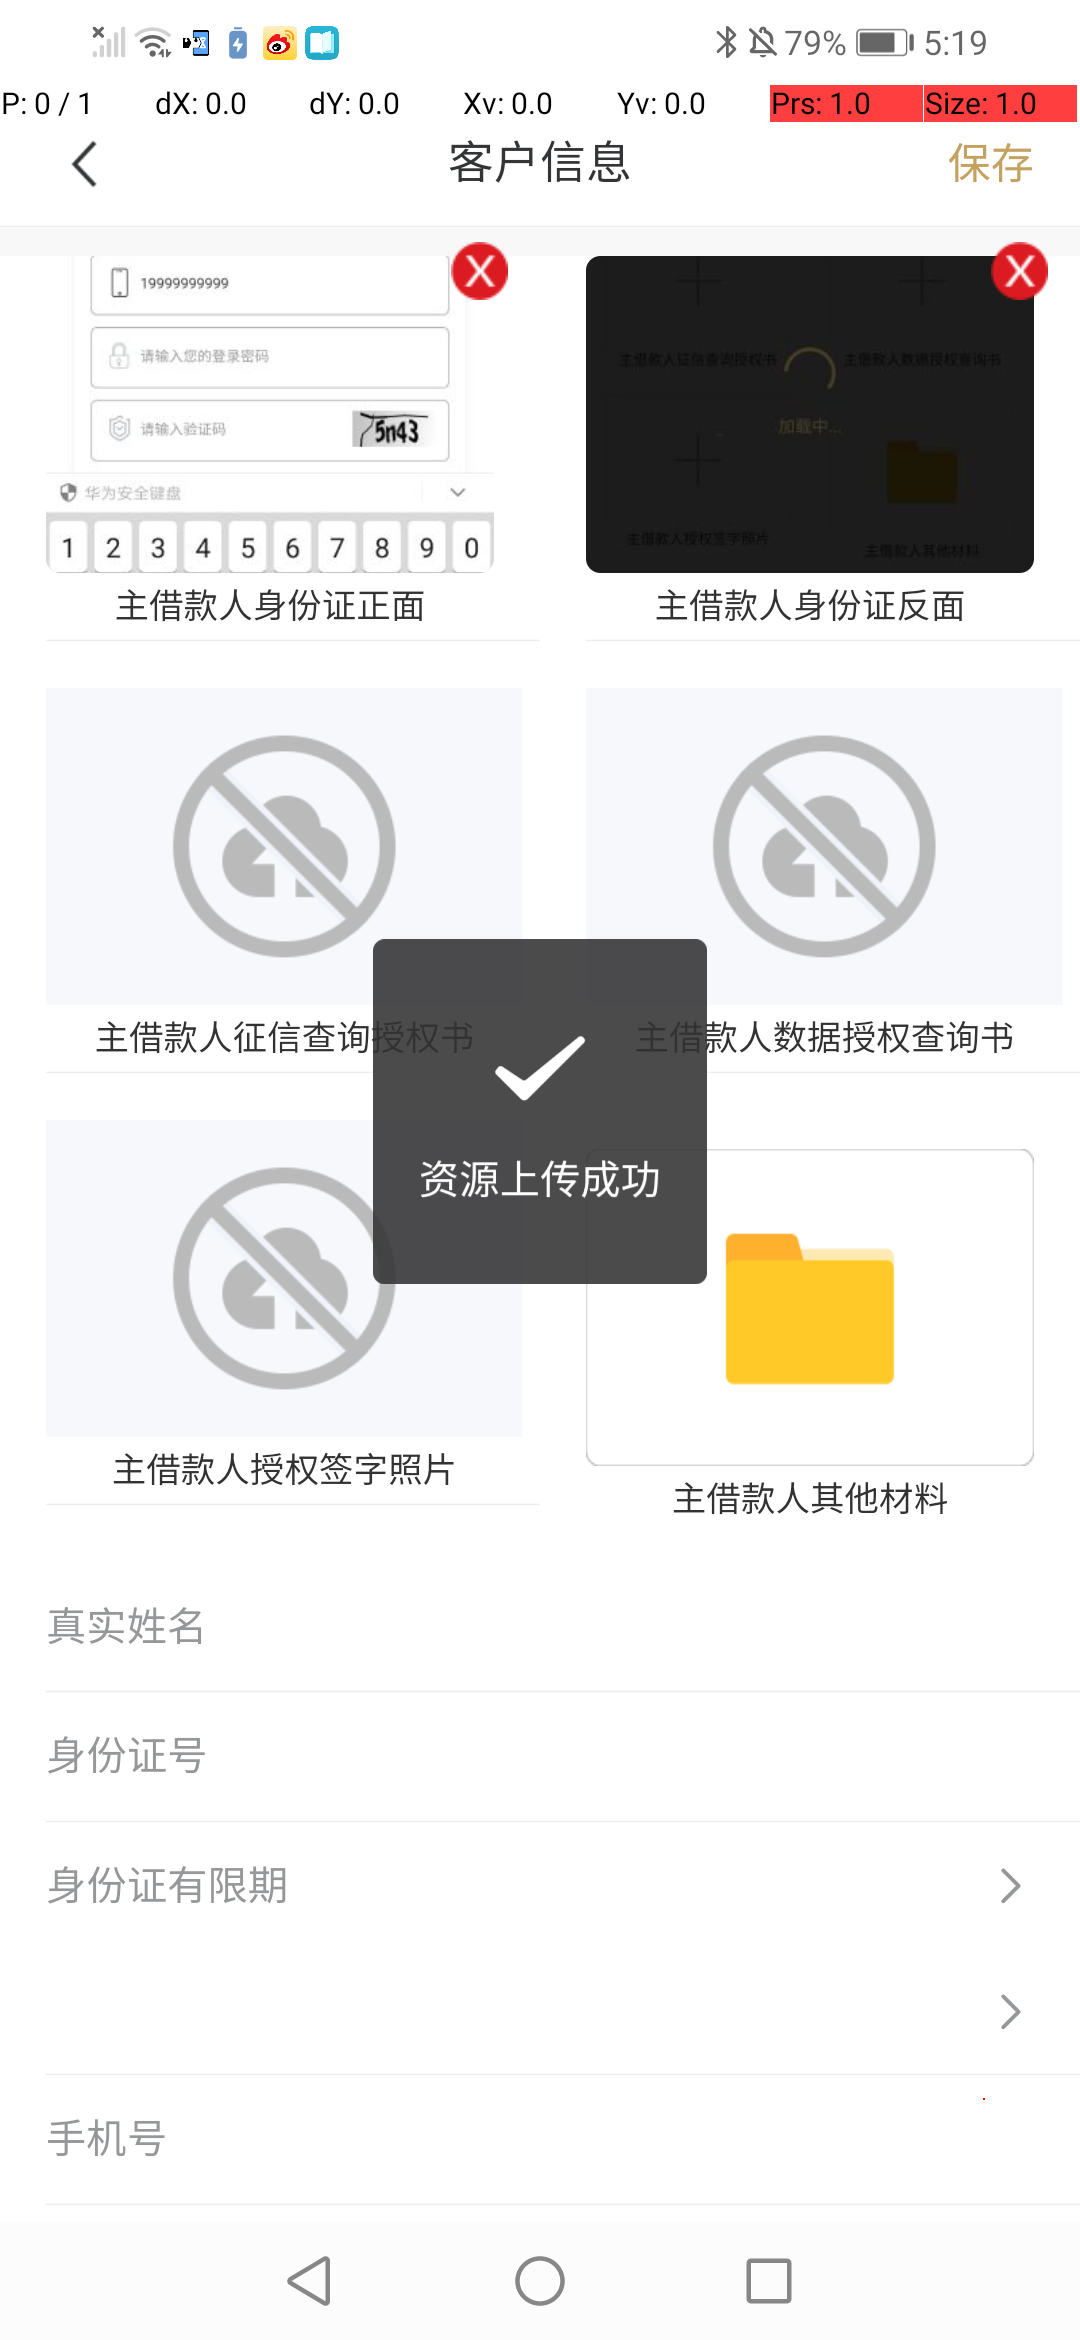 79% 5:19
P: 0 / 1 dX: 0.0 dY: 0.0 Xv: 0.0 Yv: 0.0 Prs: 1.0 Size: 1.0
客户信息 保存
19999999999
请输入您的登录密码
请输入验证码 75n43
华为安全键盘
1 2 3 4 5 6 7 8 9 0
主借款人征信查询授权书 主借款人数据授权查询书
加载中...
主借款人授权签字照片 主借款人其他材料
主借款人身份证正面 主借款人身份证反面
主借款人征信查询授权书 主借款人数据授权查询书
资源上传成功
主借款人授权签字照片 主借款人其他材料
真实姓名
身份证号
身份证有限期
手机号